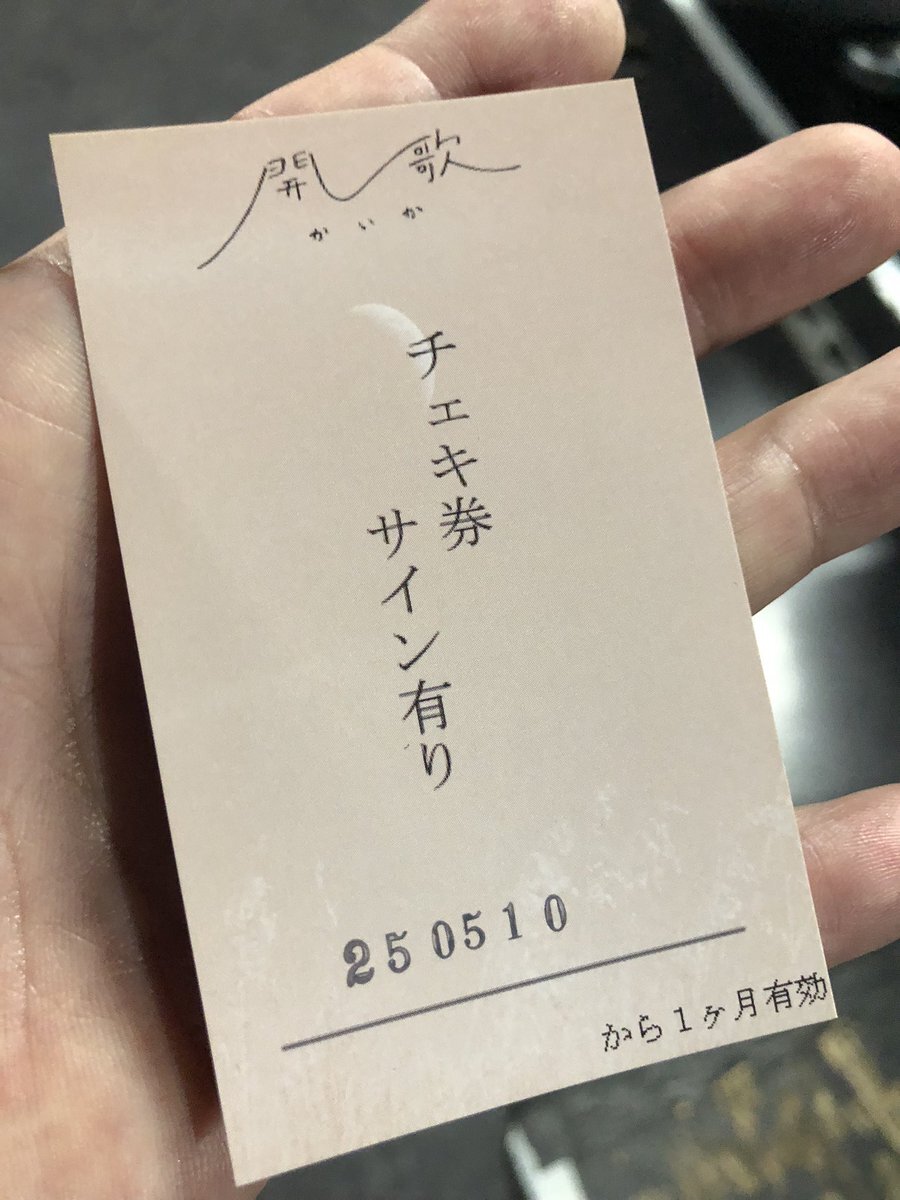 開歌
かいか
チェキ券
サイン有り
250510
から1ヶ月有効